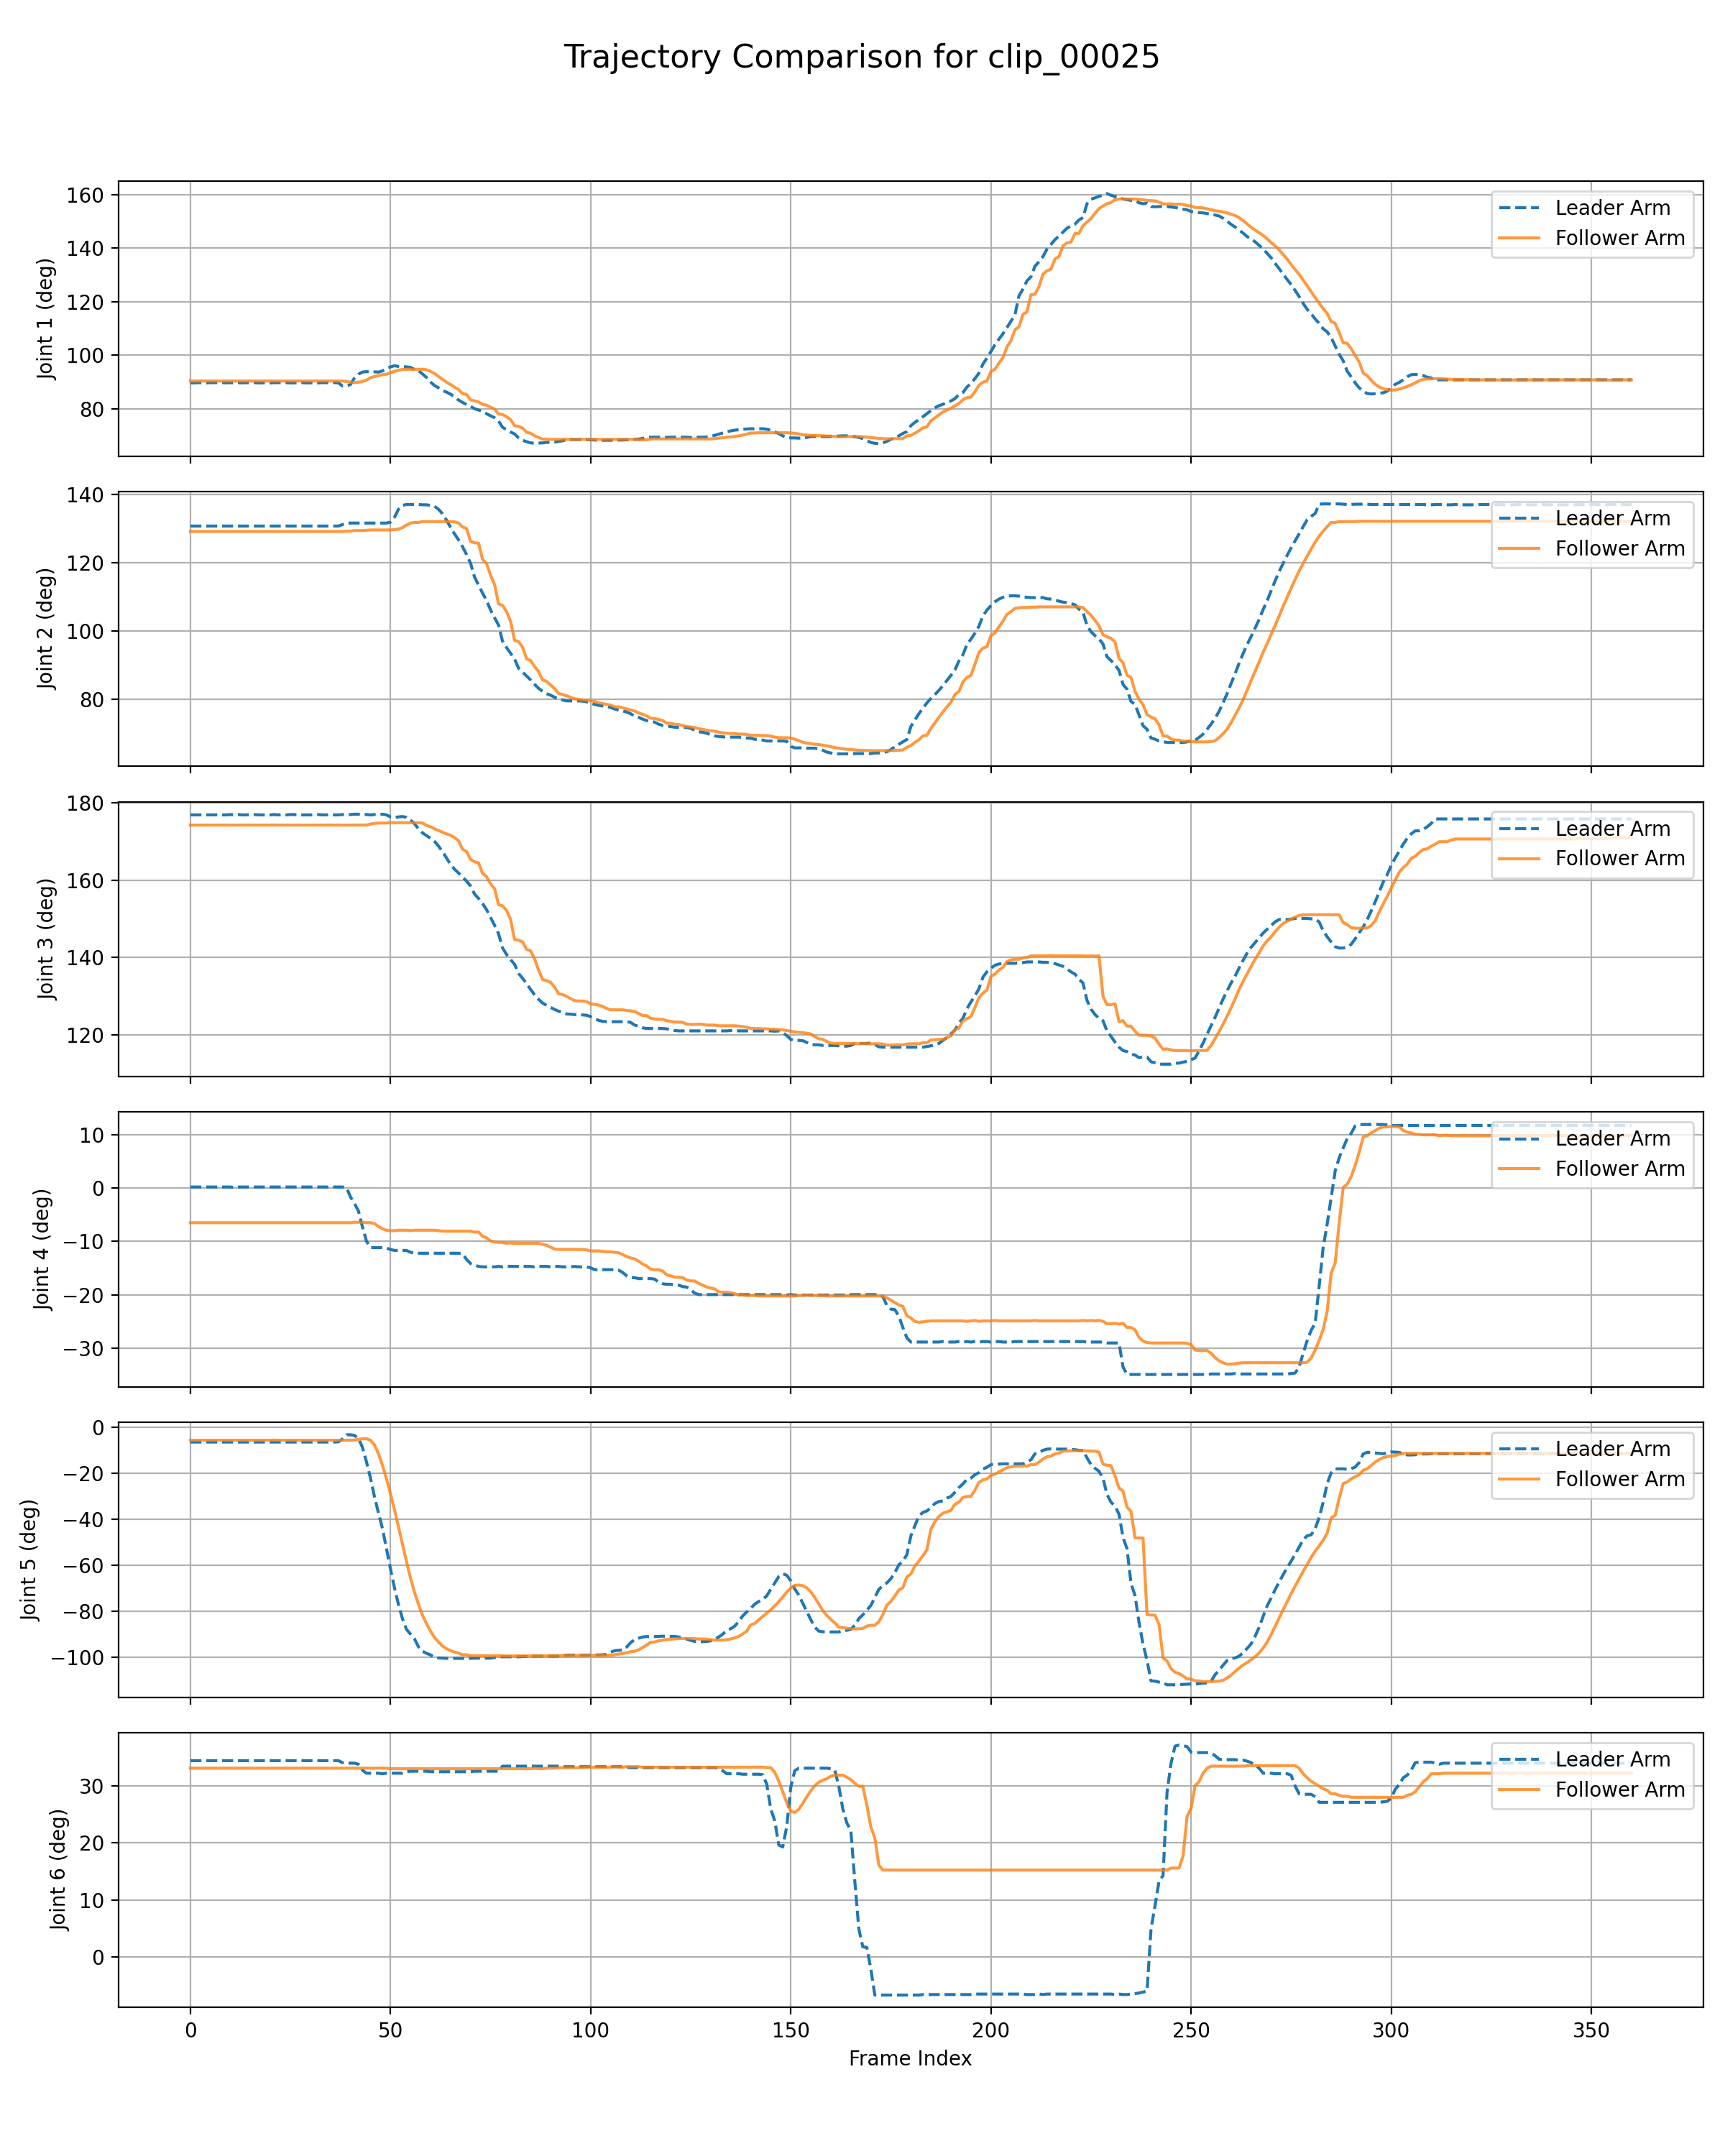 Trajectory Comparison for clip_00025
160
140
120
100
80
Joint 1 (deg)
Leader Arm
Follower Arm
140
120
100
80
Joint 2 (deg)
Leader Arm
Follower Arm
180
160
140
120
Joint 3 (deg)
Leader Arm
Follower Arm
10
0
−10
−20
−30
Joint 4 (deg)
Leader Arm
Follower Arm
0
−20
−40
−60
−80
−100
Joint 5 (deg)
Leader Arm
Follower Arm
30
20
10
0
Joint 6 (deg)
Leader Arm
Follower Arm
0 50 100 150 200 250 300 350
Frame Index